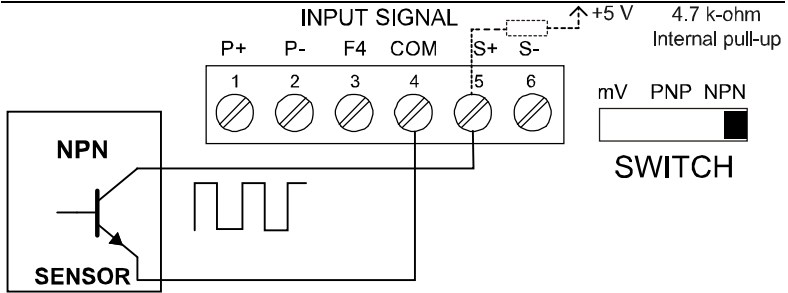 INPUT SIGNAL
+5 V
4.7 k-ohm
Internal pull-up
P+ P- F4 COM S+ S-
1 2 3 4 5 6
mV PNP NPN
SWITCH
NPN
SENSOR